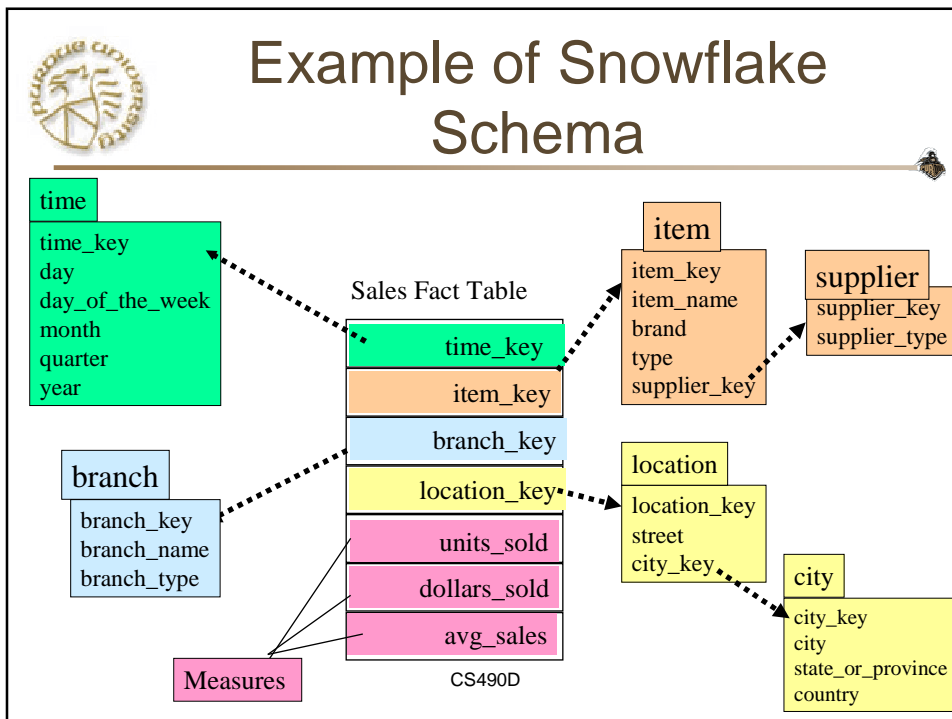 PURDUE UNIVERSITY
Example of Snowflake
Schema
time
time_key
day
day_of_the_week
month
quarter
year
Sales Fact Table
time_key
item_key
branch_key
location_key
units_sold
dollars_sold
avg_sales
Measures
branch
branch_key
branch_name
branch_type
item
item_key
item_name
brand
type
supplier_key
supplier
supplier_key
supplier_type
location
location_key
street
city_key
city
city_key
city
state_or_province
country
CS490D